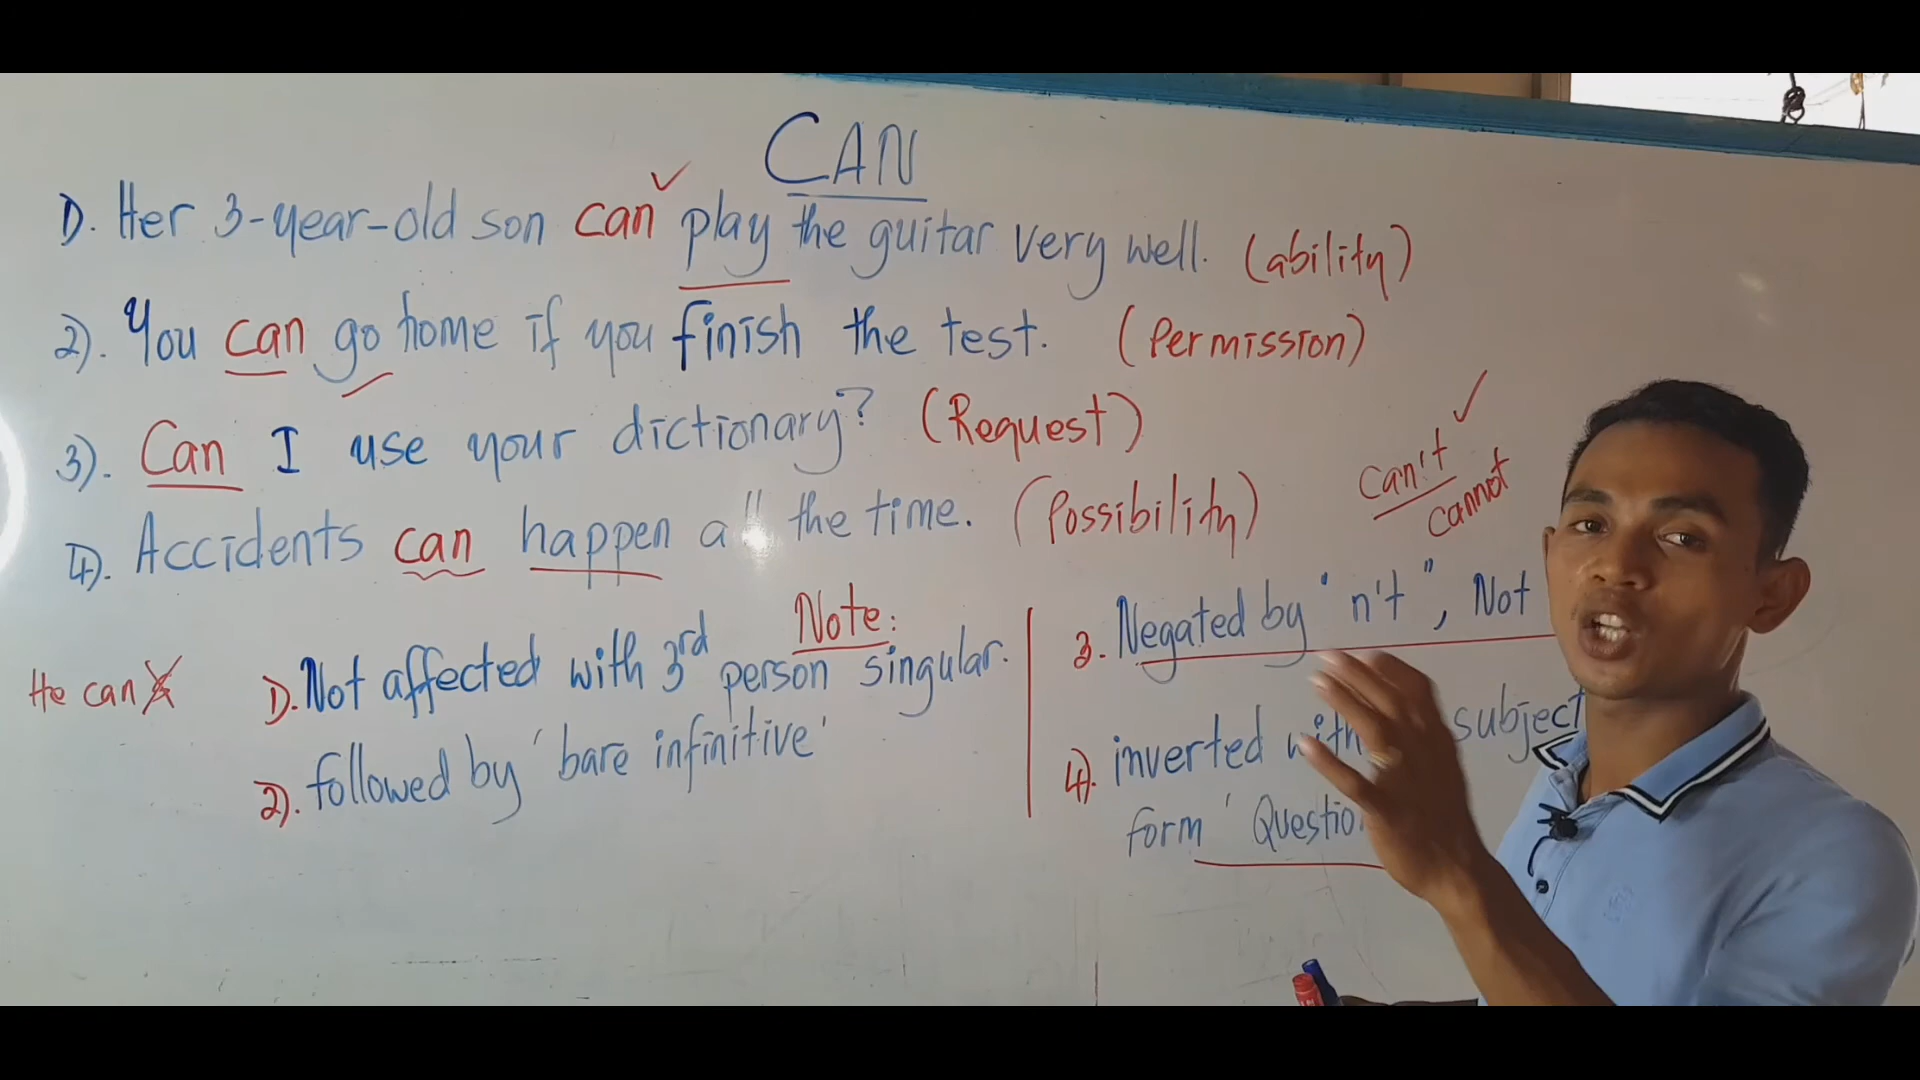 CAN
1). Her 3-year-old son can play the guitar very well. (ability)
2). You can go home if you finish the test. (Permission)
3). Can I use your dictionary? (Request)
4). Accidents can happen all the time. (Possibility)
can't
cannot
Note:
He can
1). Not affected with 3rd person singular.
2). followed by 'bare infinitive'
3. Negated by "n't", Not
4). inverted with subject
form 'Question